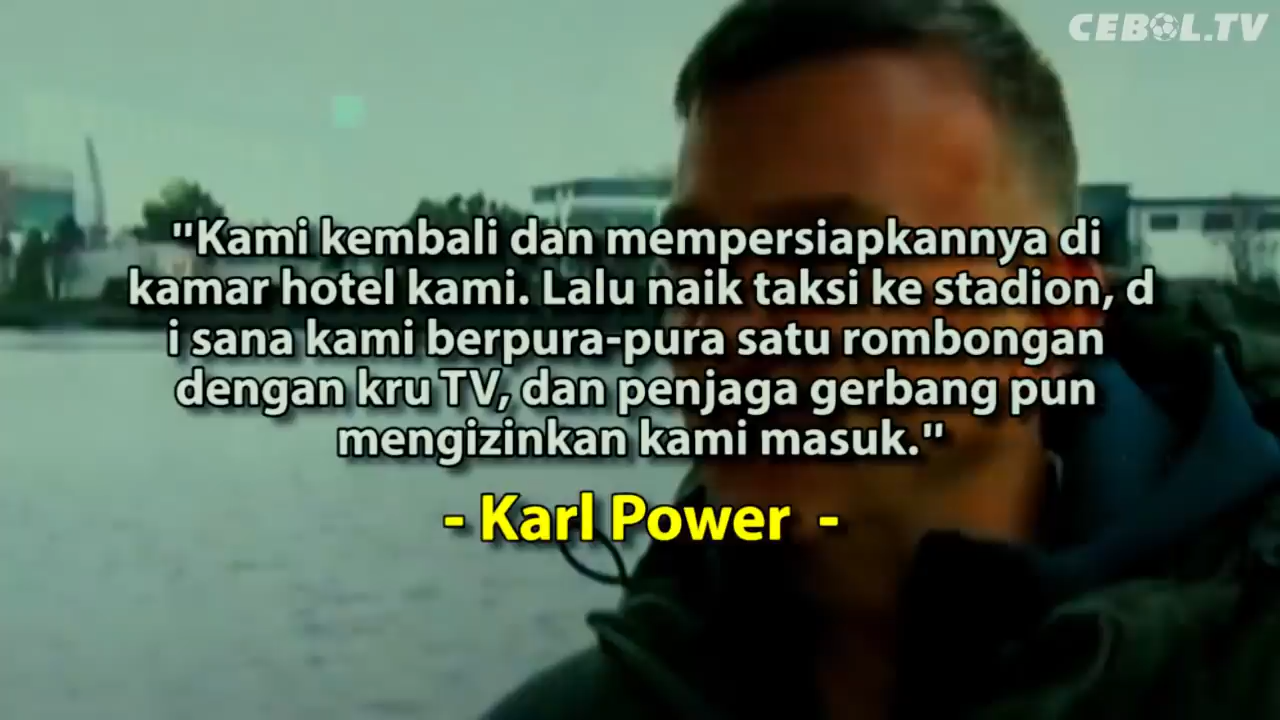 CEBOL.TV
"Kami kembali dan mempersiapkannya di
kamar hotel kami. Lalu naik taksi ke stadion, d
i sana kami berpura-pura satu rombongan
dengan kru TV, dan penjaga gerbang pun
mengizinkan kami masuk."
- Karl Power -